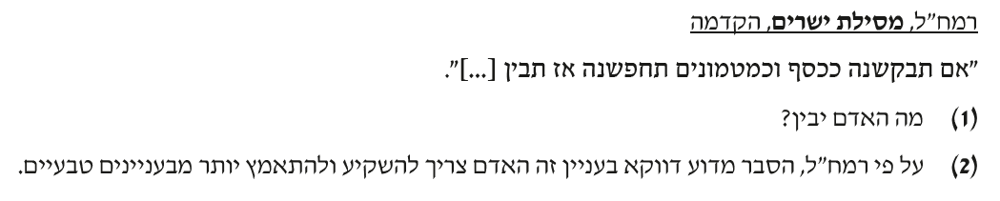 רמח"ל, מסילת ישרים, הקדמה
"אם תבקשנה ככסף וכמטמונים תחפשנה אז תבין [...]".
(1) מה האדם יבין?
(2) על פי רמח"ל, הסבר מדוע דווקא בעניין זה האדם צריך להשקיע ולהתאמץ יותר מבעניינים טבעיים.